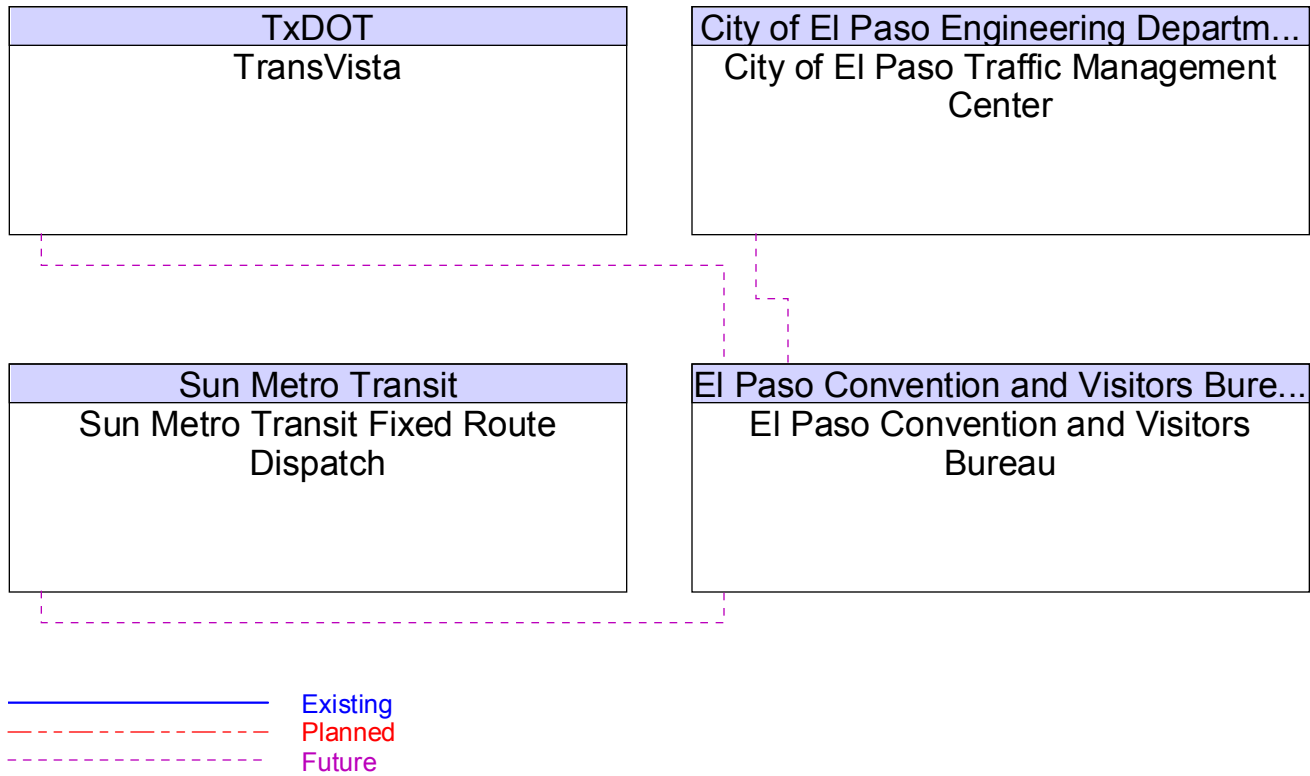 TxDOT
TransVista
City of El Paso Engineering Departm...
City of El Paso Traffic Management
Center
Sun Metro Transit
Sun Metro Transit Fixed Route
Dispatch
El Paso Convention and Visitors Bure...
El Paso Convention and Visitors
Bureau
Existing
Planned
Future